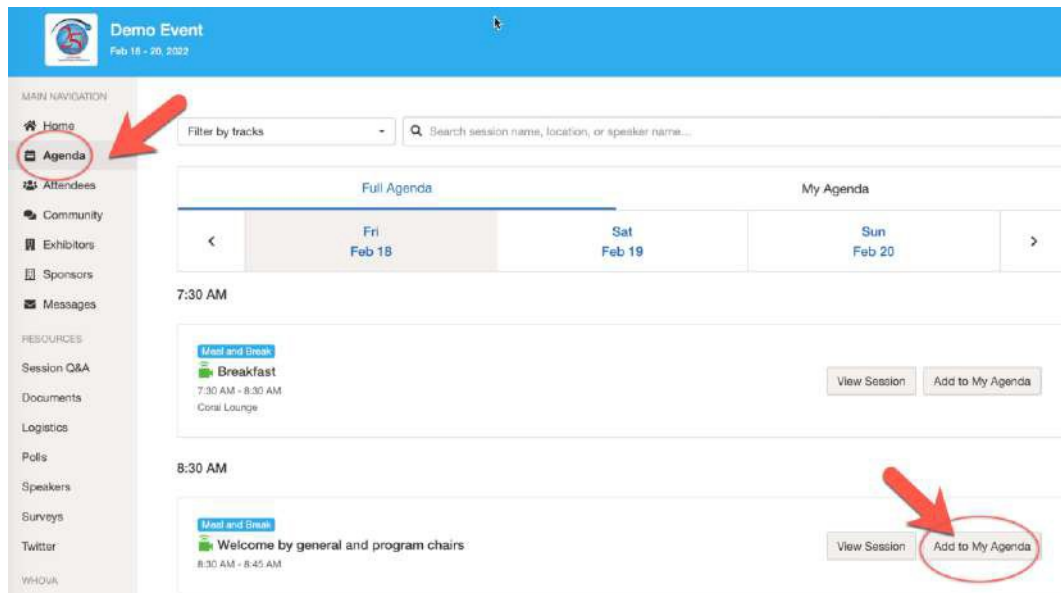 25
Demo Event
Feb 18 - 20, 2022
MAIN NAVIGATION
Home
Agenda
Attendees
Community
Exhibitors
Sponsors
Messages
RESOURCES
Session Q&A
Documents
Logistics
Polls
Speakers
Surveys
Twitter
WHOVA
Filter by tracks
Search session name, location, or speaker name...
Full Agenda
My Agenda
Fri
Feb 18
Sat
Feb 19
Sun
Feb 20
7:30 AM
Meal and Break
Breakfast
7:30 AM - 8:30 AM
Coral Lounge
View Session
Add to My Agenda
8:30 AM
Meal and Break
Welcome by general and program chairs
8:30 AM - 8:45 AM
View Session
Add to My Agenda